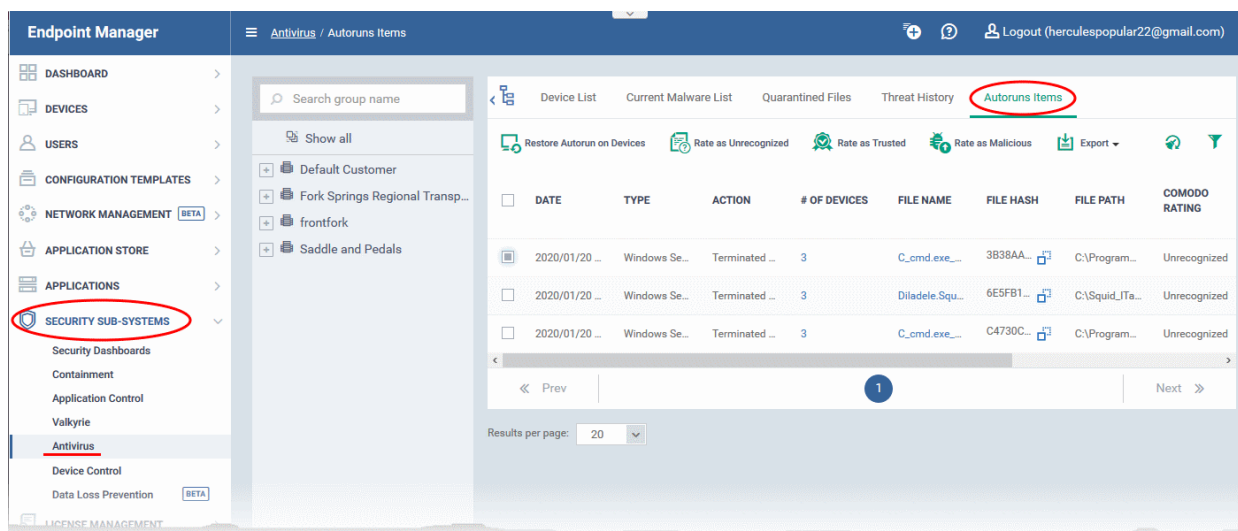 Endpoint Manager
Antivirus / Autoruns Items
Logout (herculespopular22@gmail.com)
DASHBOARD
DEVICES
USERS
CONFIGURATION TEMPLATES
NETWORK MANAGEMENT BETA
APPLICATION STORE
APPLICATIONS
SECURITY SUB-SYSTEMS
Security Dashboards
Containment
Application Control
Valkyrie
Antivirus
Device Control
Data Loss Prevention BETA
LICENSE MANAGEMENT
Search group name
Show all
Default Customer
Fork Springs Regional Transp...
frontfork
Saddle and Pedals
Device List Current Malware List Quarantined Files Threat History Autoruns Items
Restore Autorun on Devices Rate as Unrecognized Rate as Trusted Rate as Malicious Export
DATE TYPE ACTION # OF DEVICES FILE NAME FILE HASH FILE PATH COMODO RATING
2020/01/20 ... Windows Se... Terminated ... 3 C_cmd.exe_... 3B38AA... C:\Program... Unrecognized
2020/01/20 ... Windows Se... Terminated ... 3 Diladele.Squ... 6E5FB1... C:\Squid_ITa... Unrecognized
2020/01/20 ... Windows Se... Terminated ... 3 C_cmd.exe_... C4730C... C:\Program... Unrecognized
Prev 1 Next
Results per page: 20